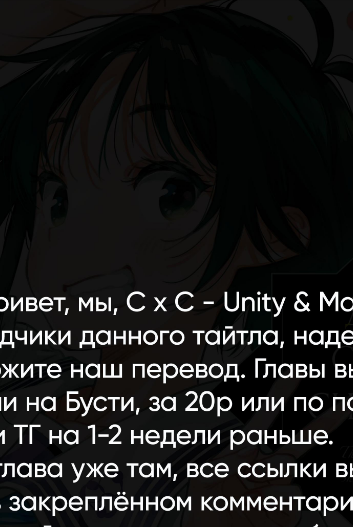 ривет, мы, C x C - Unity & Mo
дчики данного тайтла, наде
жите наш перевод. Главы вы
и на Бусти, за 20р или по по
и ТГ на 1-2 недели раньше.
глава уже там, все ссылки вы
закреплённом комментари